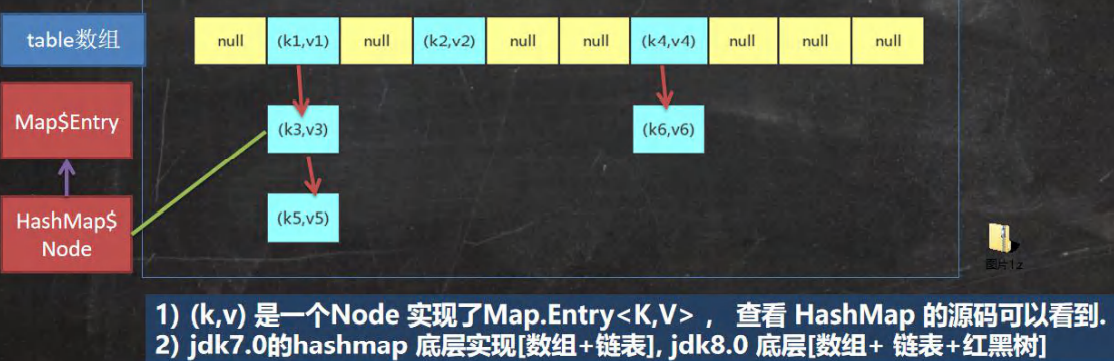 table数组
null (k1,v1) null (k2,v2) null null (k4,v4) null null null
Map$Entry
(k3,v3) (k6,v6)
HashMap$
Node
(k5,v5)
图片1.z
1) (k,v) 是一个Node 实现了Map.Entry<K,V> ， 查看 HashMap 的源码可以看到.
2) jdk7.0的hashmap 底层实现[数组+链表], jdk8.0 底层[数组+ 链表+红黑树]